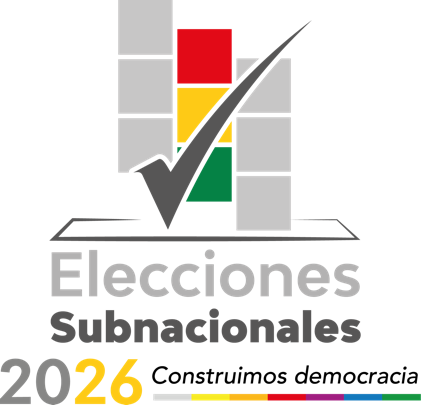 Elecciones
Subnacionales
2026 Construimos democracia